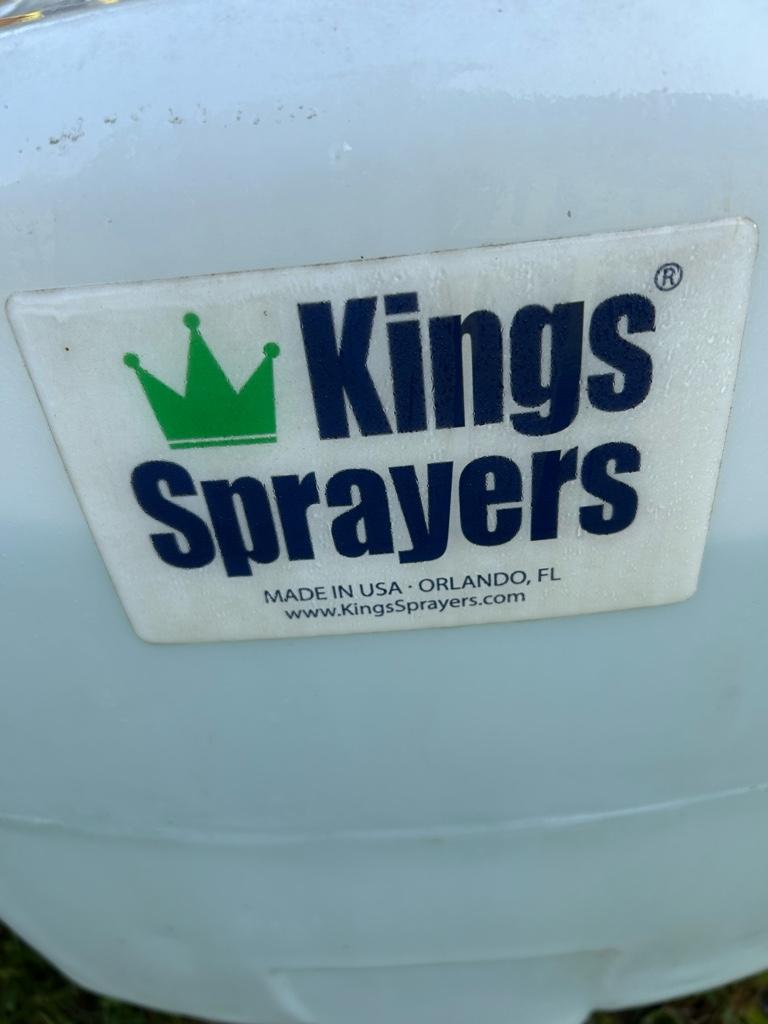 Kings®
Sprayers
MADE IN USA · ORLANDO, FL
www.KingsSprayers.com